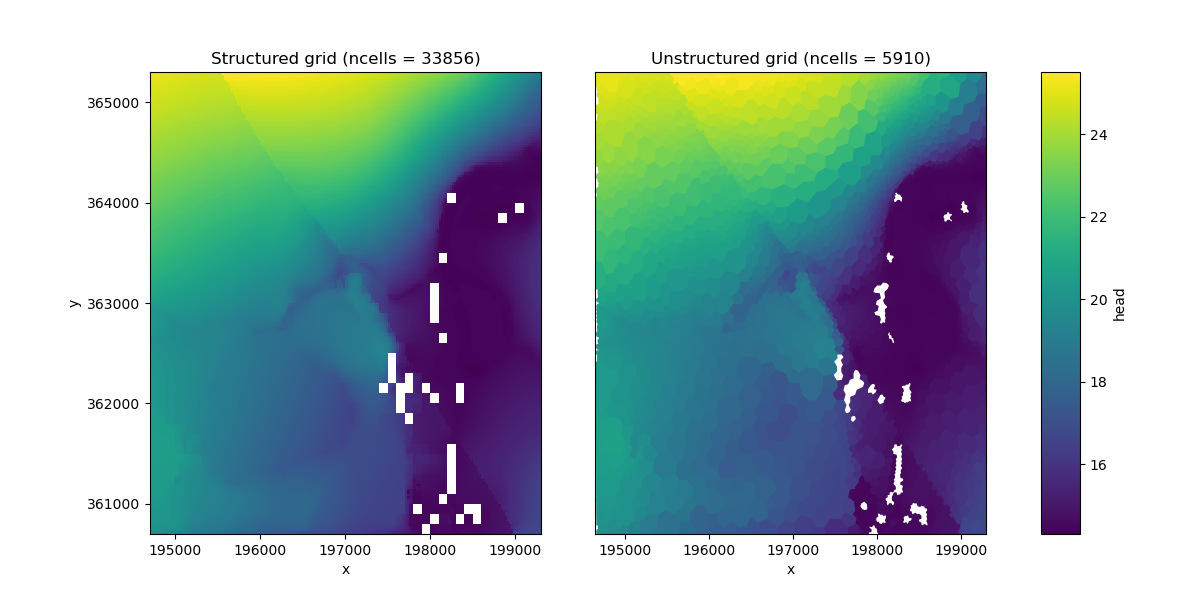 Structured grid (ncells = 33856)
Unstructured grid (ncells = 5910)
365000
364000
363000
362000
361000
y
195000 196000 197000 198000 199000
x
195000 196000 197000 198000 199000
x
24
22
20
18
16
head